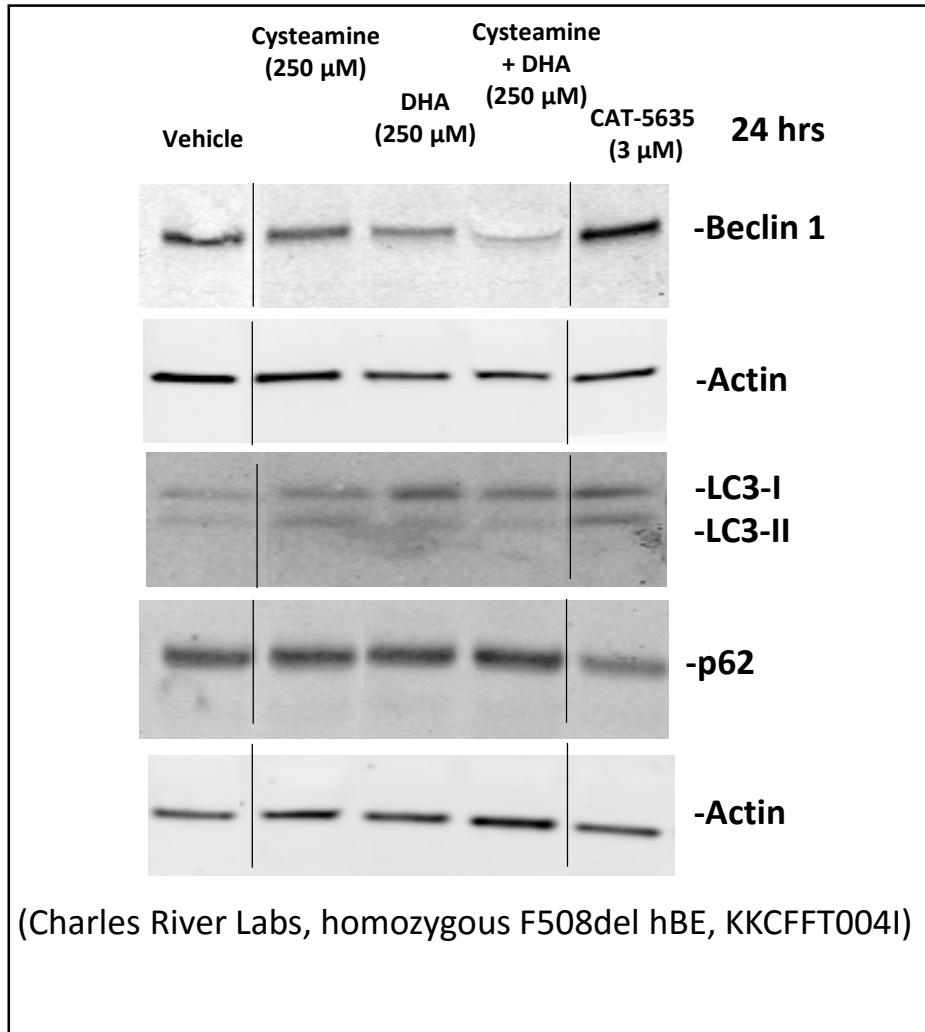 Cysteamine
(250 µM)
Cysteamine
+ DHA
(250 µM)
DHA
(250 µM)
CAT-5635
(3 µM)
24 hrs
Vehicle
-Beclin 1
-Actin
-LC3-I
-LC3-II
-p62
-Actin
(Charles River Labs, homozygous F508del hBE, KKCFFT004I)